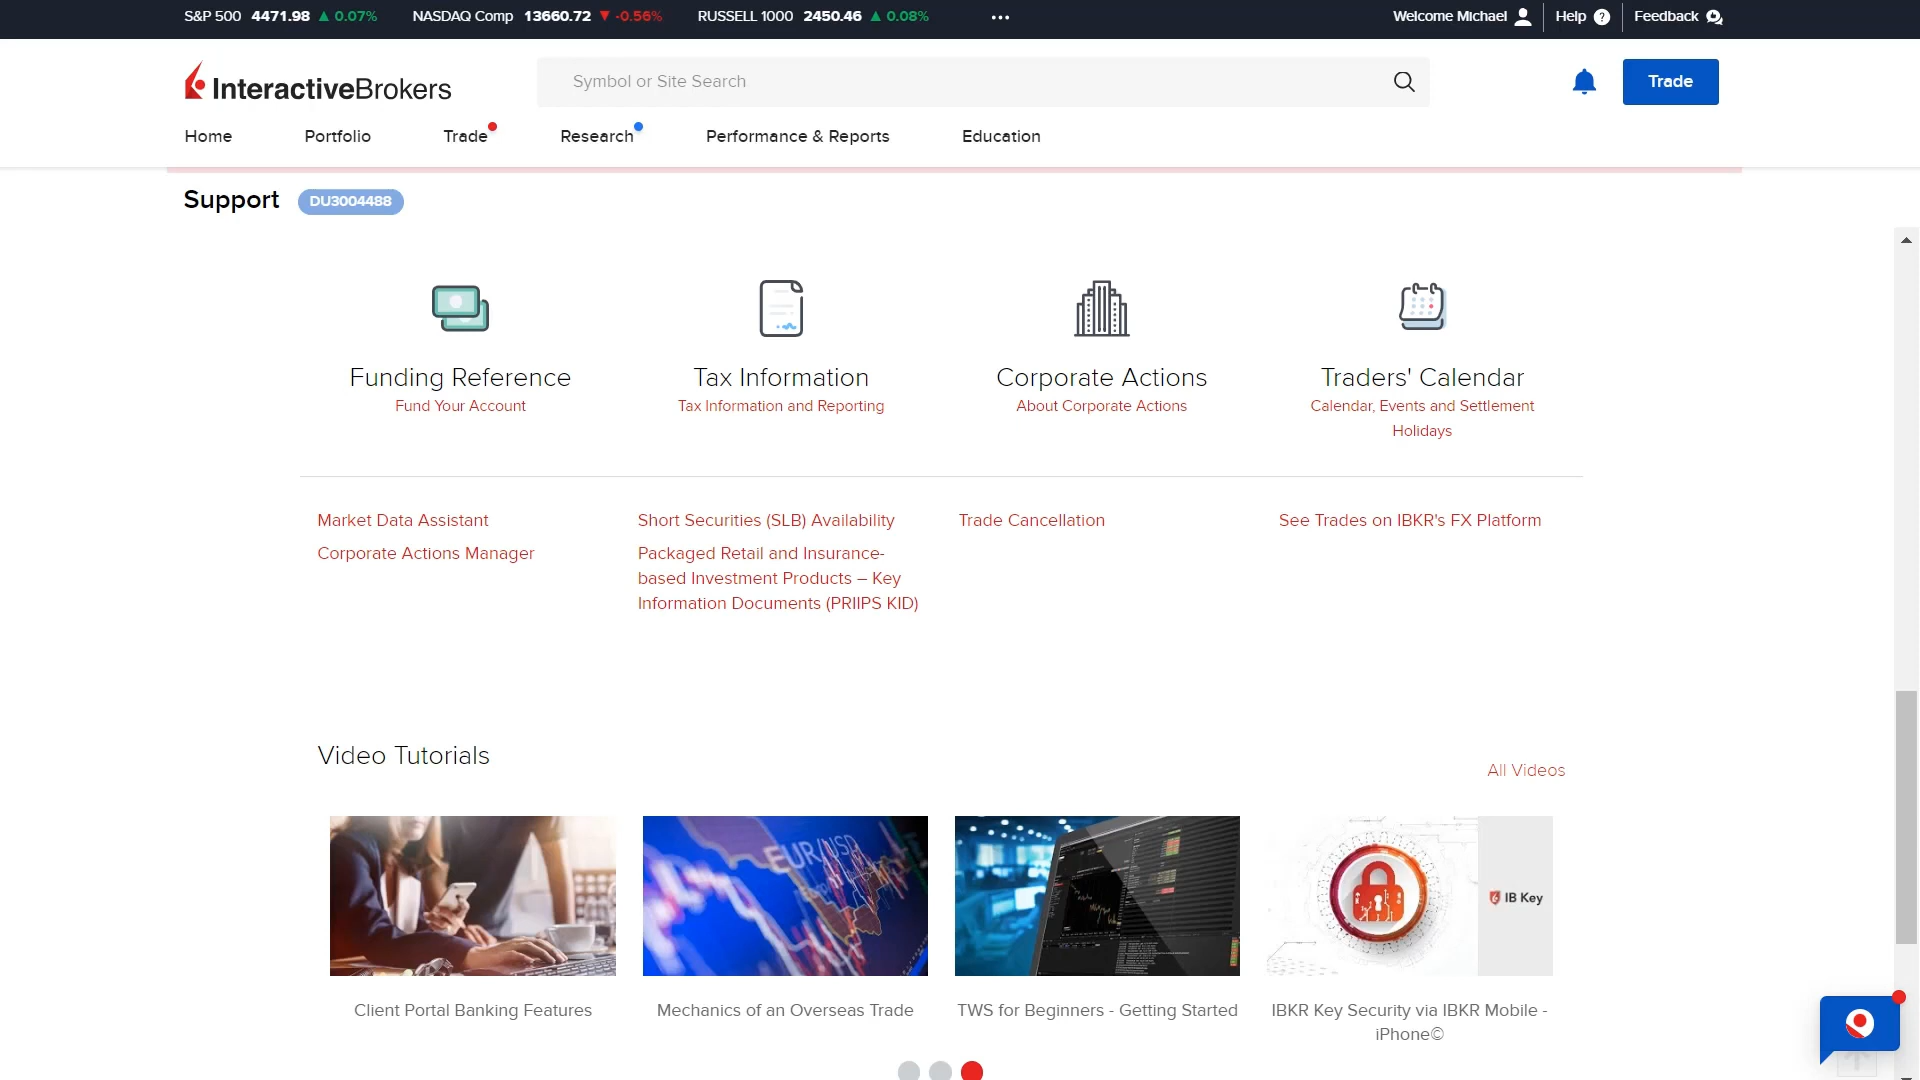 S&P 500 4471.98 ▲ 0.07% NASDAQ Comp 13660.72 ▼ -0.56% RUSSELL 1000 2450.46 ▲ 0.08% ••• Welcome Michael Help ? Feedback
InteractiveBrokers Symbol or Site Search Trade
Home Portfolio Trade Research Performance & Reports Education
Support DU3004488
Funding Reference Tax Information Corporate Actions Traders' Calendar
Fund Your Account Tax Information and Reporting About Corporate Actions Calendar, Events and Settlement
Holidays
Market Data Assistant Short Securities (SLB) Availability Trade Cancellation See Trades on IBKR's FX Platform
Corporate Actions Manager Packaged Retail and Insurance-
based Investment Products – Key
Information Documents (PRIIPS KID)
Video Tutorials
All Videos
EUR/USD
IB Key
Client Portal Banking Features Mechanics of an Overseas Trade TWS for Beginners - Getting Started IBKR Key Security via IBKR Mobile -
iPhone©